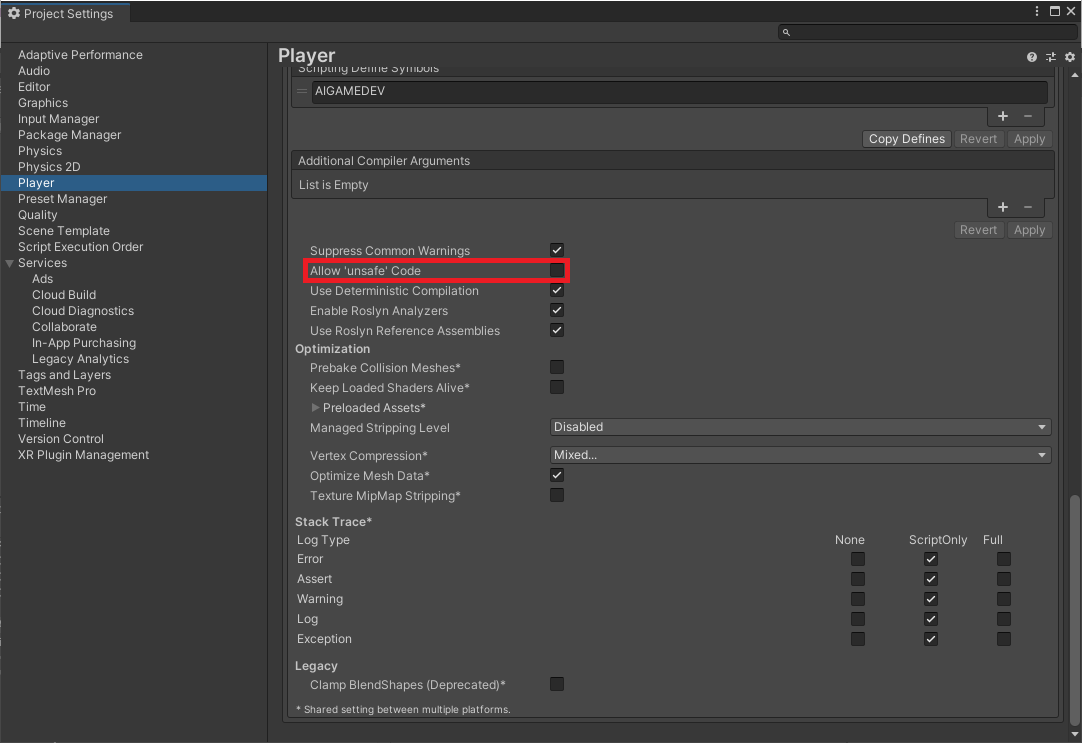 Project Settings
Adaptive Performance
Audio
Editor
Graphics
Input Manager
Package Manager
Physics
Physics 2D
Player
Preset Manager
Quality
Scene Template
Script Execution Order
Services
Ads
Cloud Build
Cloud Diagnostics
Collaborate
In-App Purchasing
Legacy Analytics
Tags and Layers
TextMesh Pro
Time
Timeline
Version Control
XR Plugin Management
Player
Scripting Define Symbols
AIGAMEDEV
+ −
Copy Defines Revert Apply
Additional Compiler Arguments
List is Empty
+ −
Revert Apply
Suppress Common Warnings
Allow 'unsafe' Code
Use Deterministic Compilation
Enable Roslyn Analyzers
Use Roslyn Reference Assemblies
Optimization
Prebake Collision Meshes*
Keep Loaded Shaders Alive*
Preloaded Assets*
Managed Stripping Level Disabled
Vertex Compression* Mixed...
Optimize Mesh Data*
Texture MipMap Stripping*
Stack Trace*
Log Type None ScriptOnly Full
Error
Assert
Warning
Log
Exception
Legacy
Clamp BlendShapes (Deprecated)*
* Shared setting between multiple platforms.